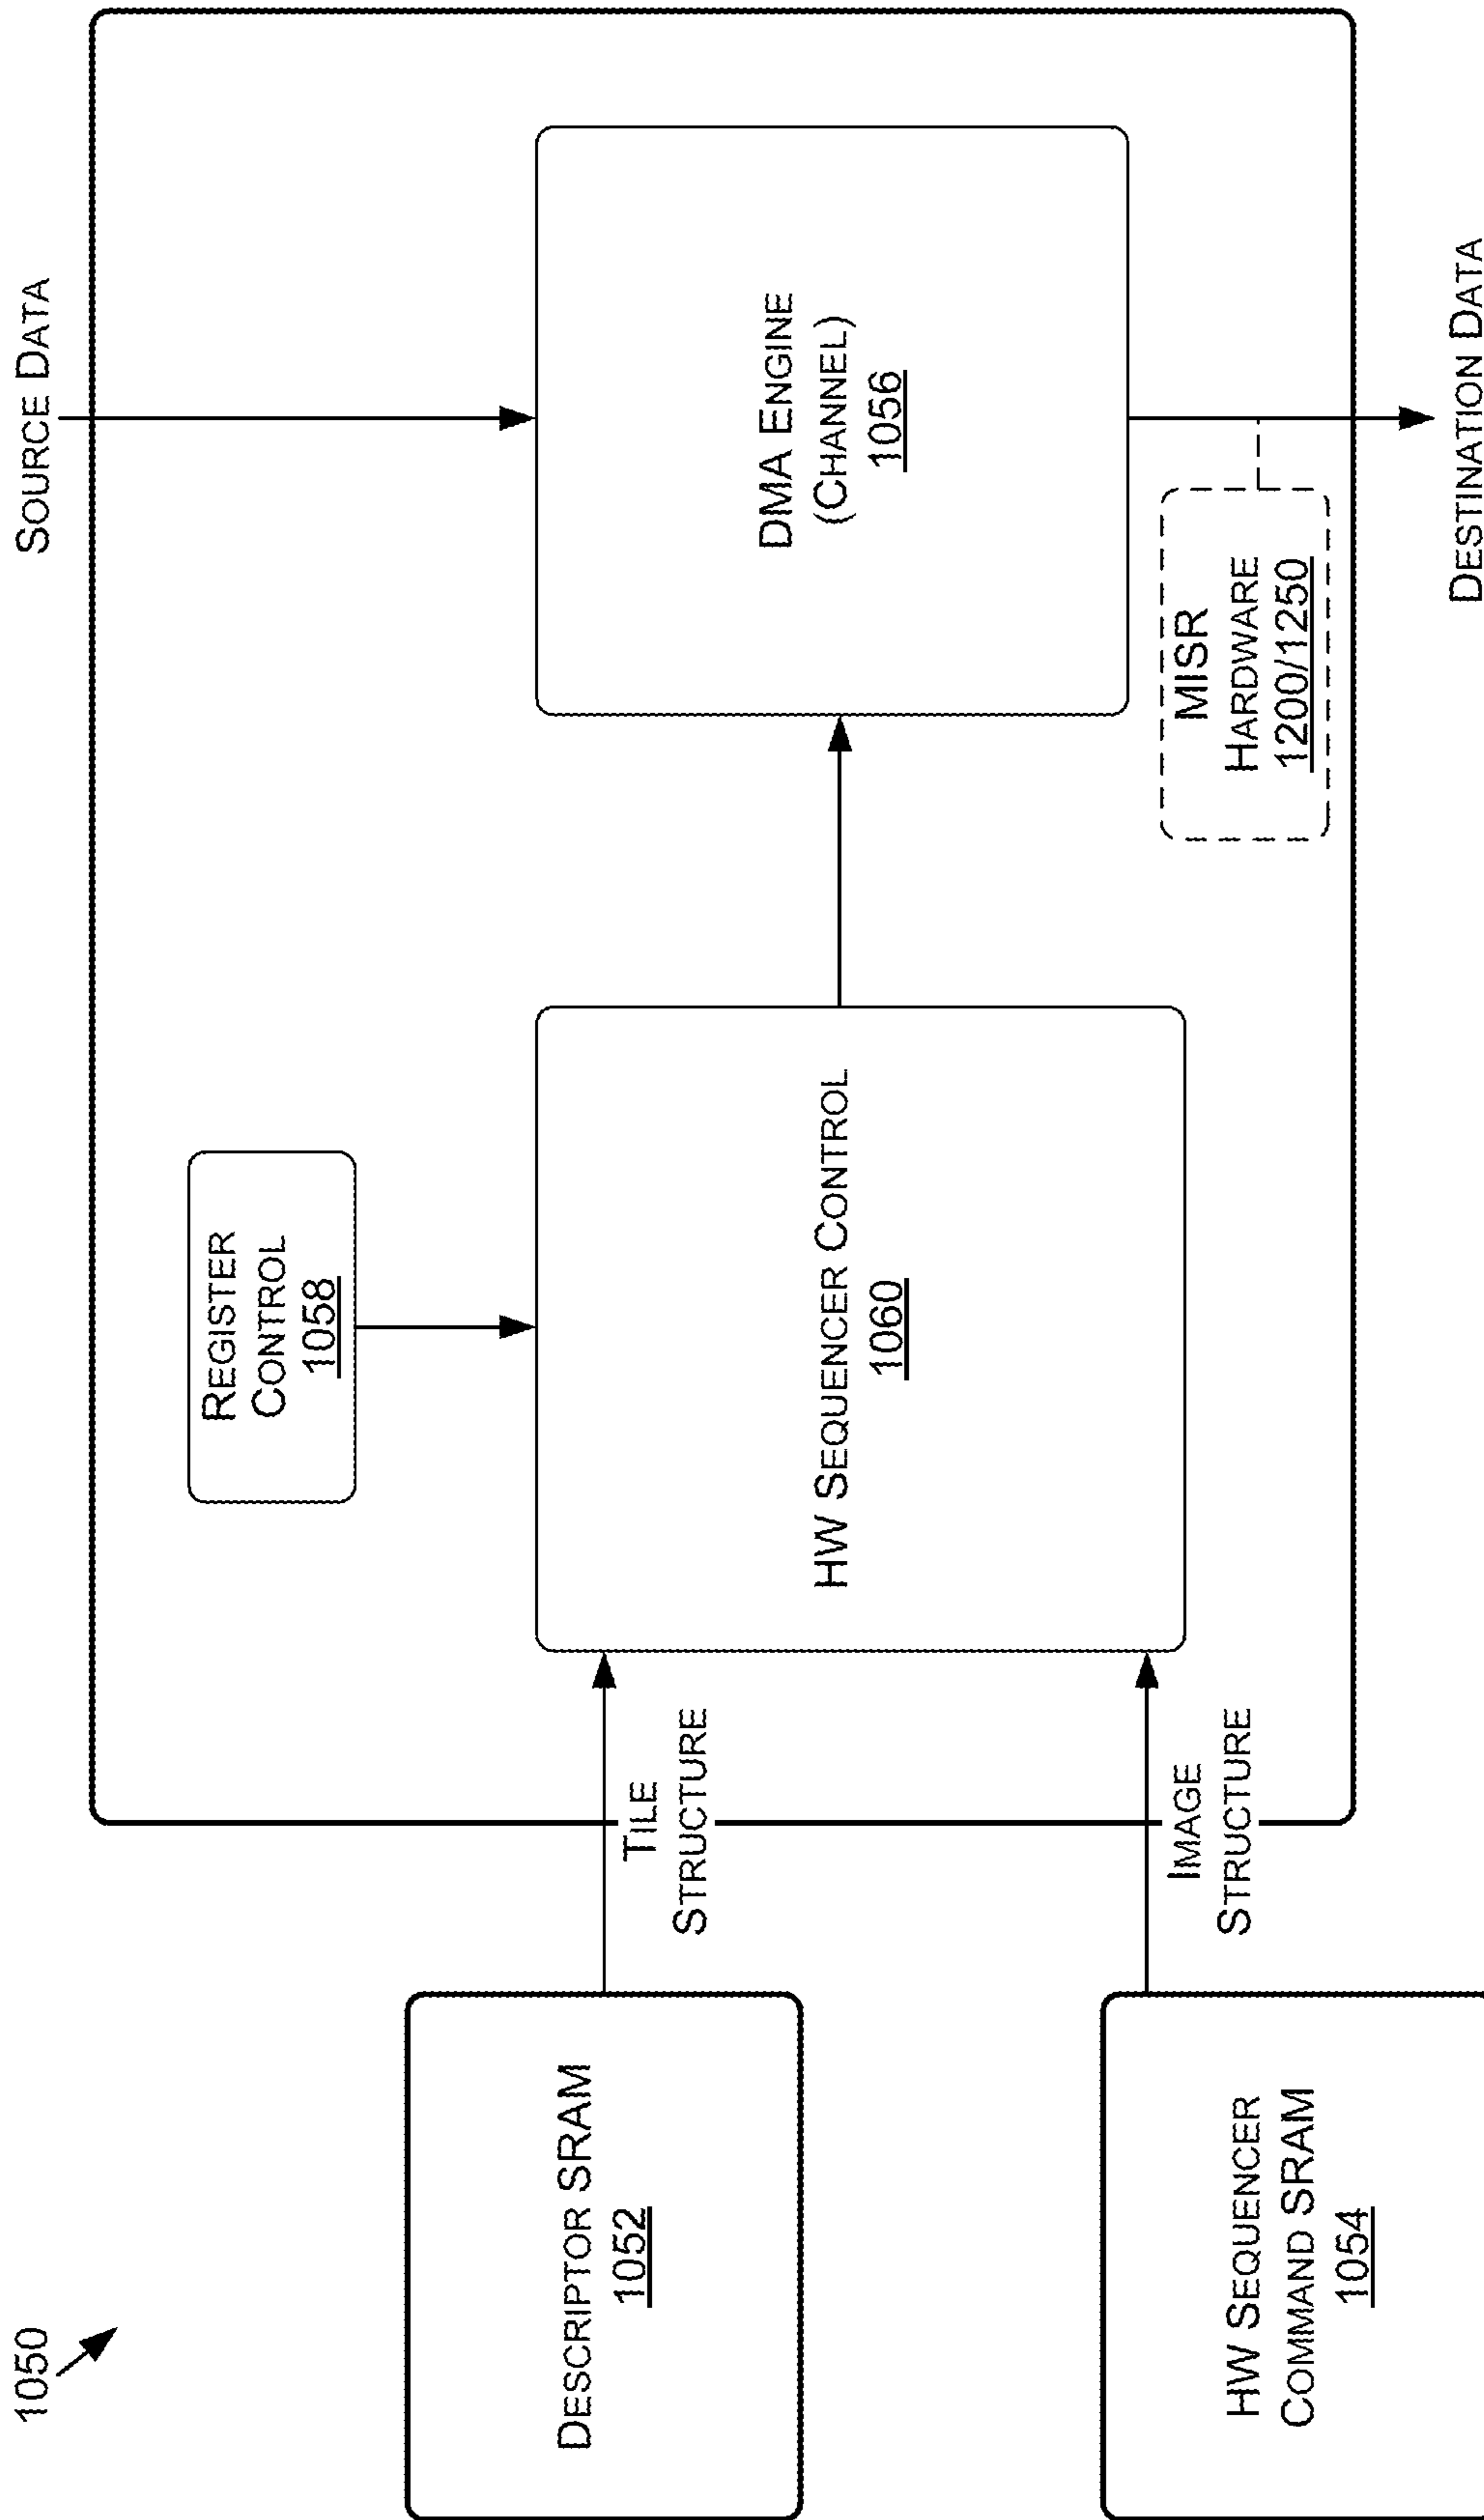 1050
SOURCE DATA
REGISTER
CONTROL
1058
DESCRIPTOR SRAM
1052
TILE
STRUCTURE
HW SEQUENCER CONTROL
1060
DMA ENGINE
(CHANNEL)
1056
HW SEQUENCER
COMMAND SRAM
1054
IMAGE
STRUCTURE
MISR
HARDWARE
1200/1250
DESTINATION DATA